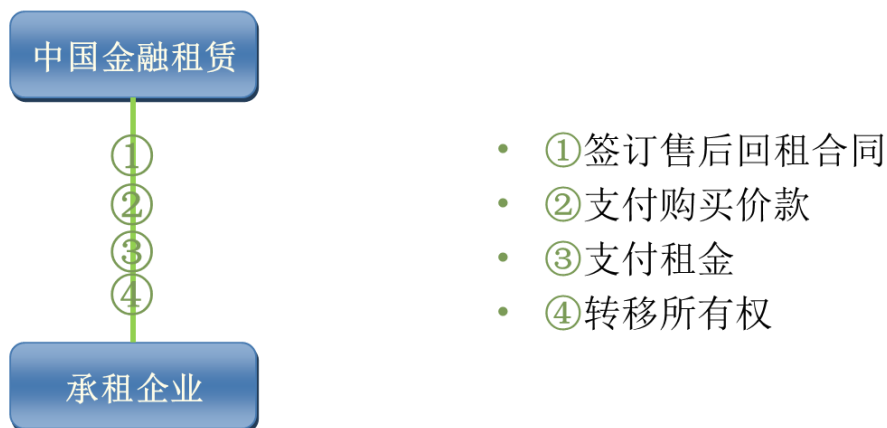 中国金融租赁
①
②
③
④
承租企业
• ①签订售后回租合同
• ②支付购买价款
• ③支付租金
• ④转移所有权